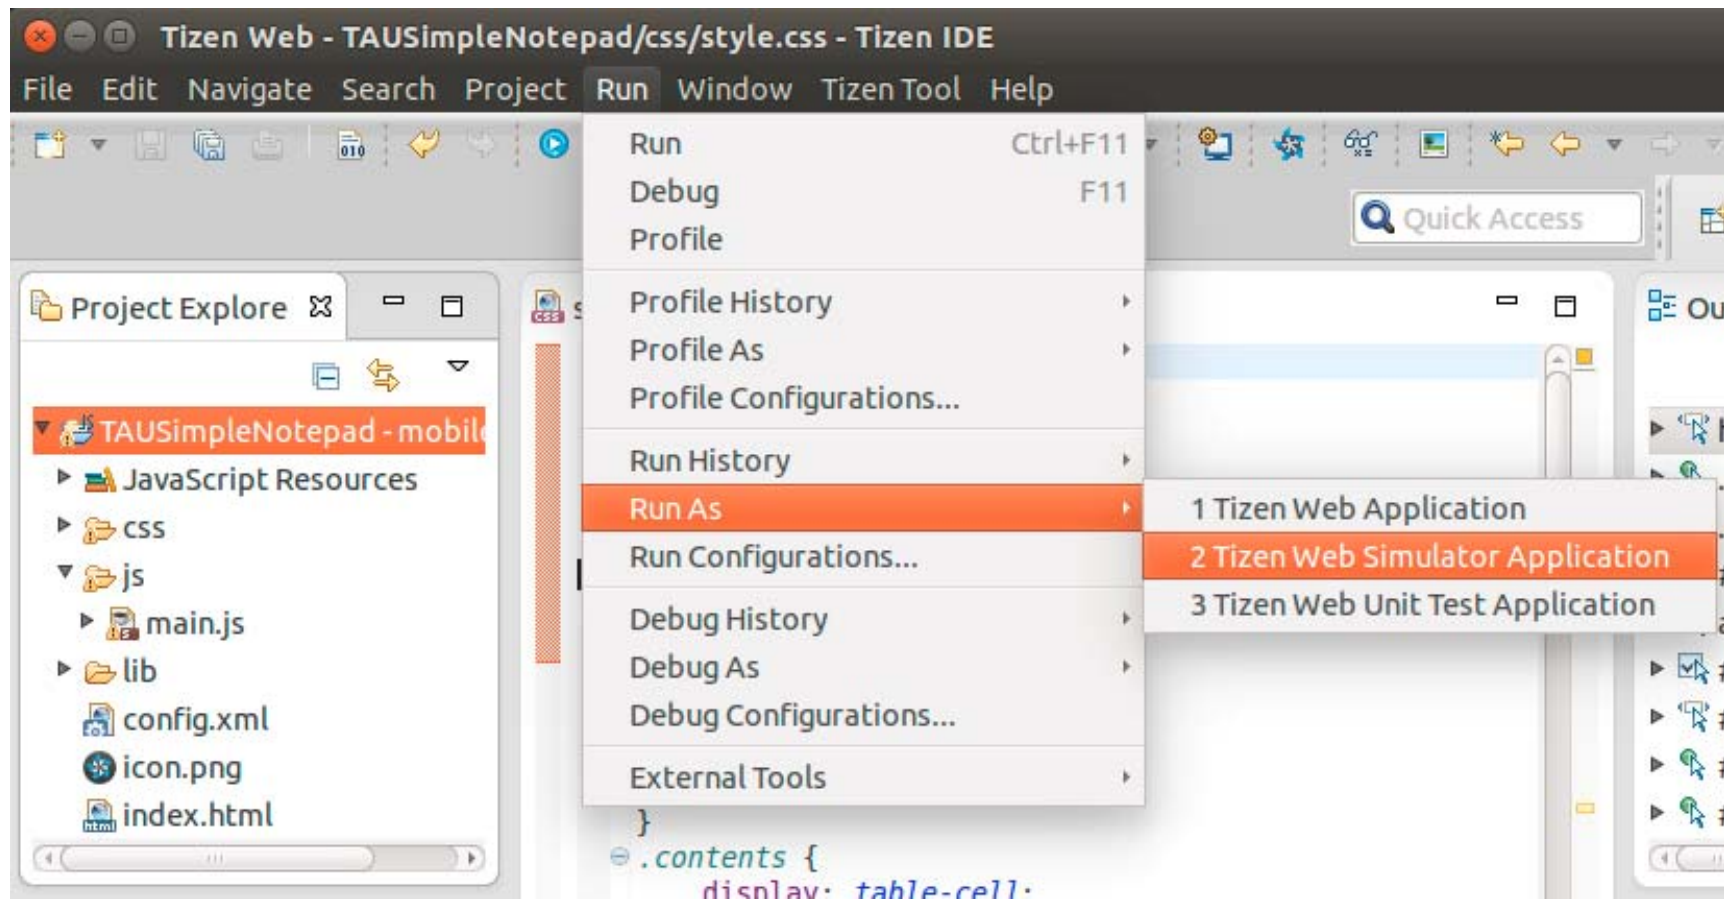 Tizen Web - TAUSimpleNotepad/css/style.css - Tizen IDE
File Edit Navigate Search Project Run Window Tizen Tool Help
010
Quick Access
Run Ctrl+F11
Debug F11
Profile
Profile History
Profile As
Profile Configurations...
Run History
Run As
Run Configurations...
Debug History
Debug As
Debug Configurations...
External Tools
1 Tizen Web Application
2 Tizen Web Simulator Application
3 Tizen Web Unit Test Application
Project Explore
TAUSimpleNotepad - mobile
JavaScript Resources
css
js
main.js
lib
config.xml
icon.png
index.html
CSS s
}
.contents {
display: table-cell;
Ou